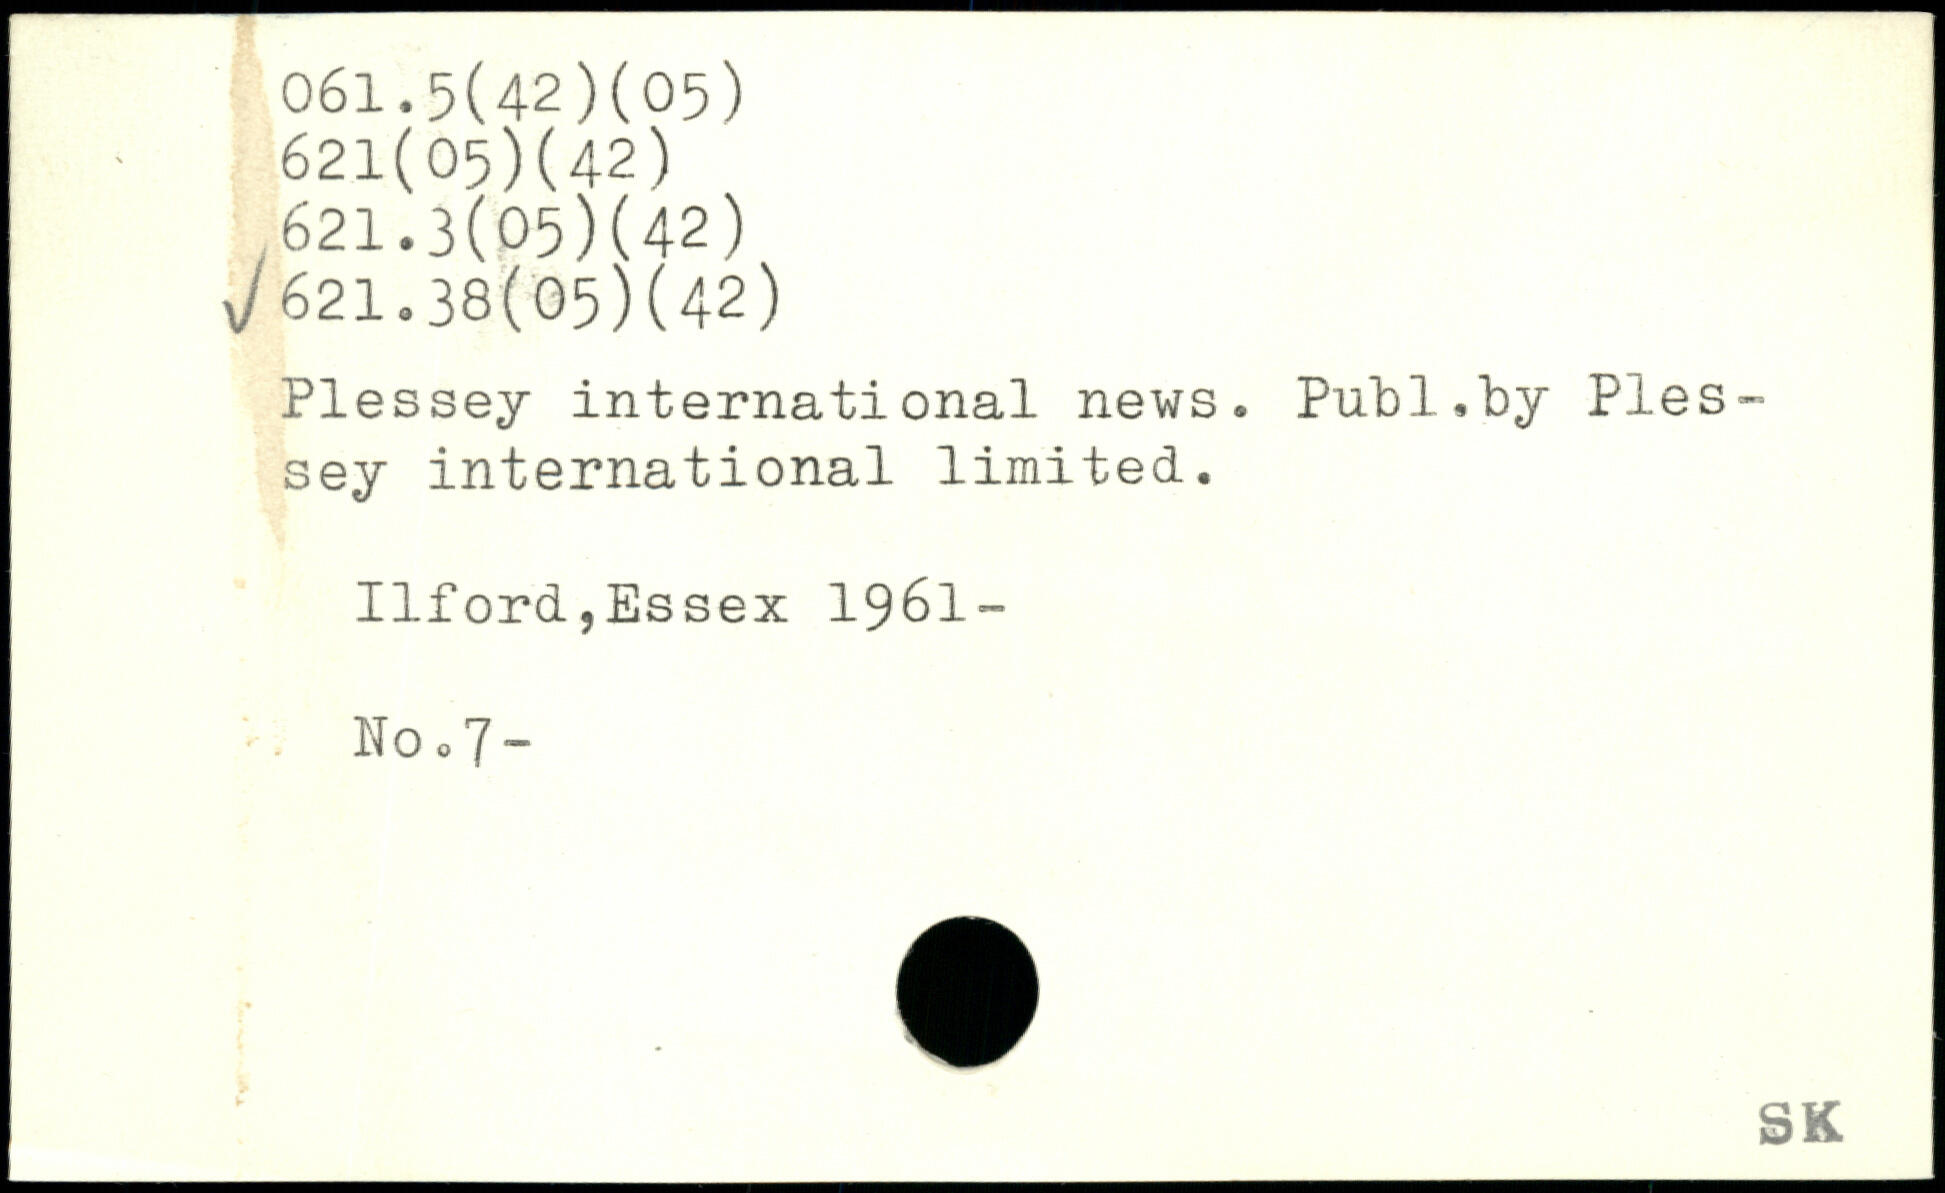 061.5(42)(05)
621(05)(42)
621.3(05)(42)
✓ 621.38(05)(42)
Plessey international news. Publ.by Ples-
sey international limited.
Ilford,Essex 1961-
No.7-
SK